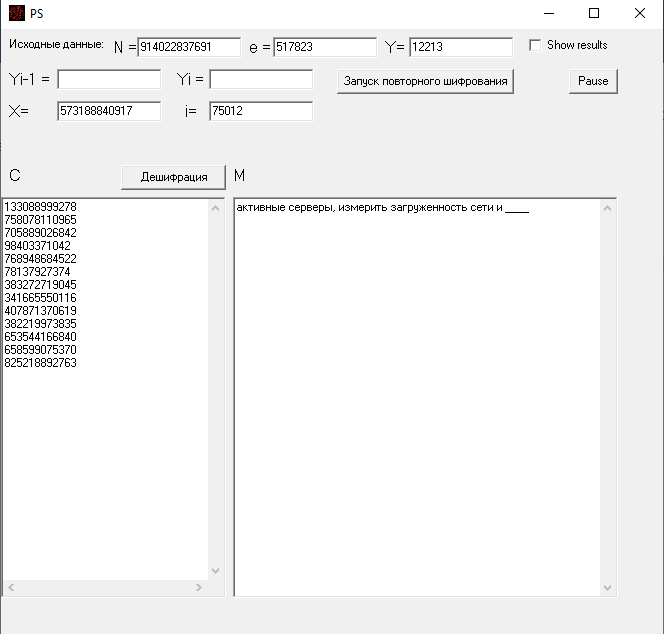 PS
Исходные данные: N = 914022837691 e = 517823 Y= 12213 Show results
Yi-1 = Yi = Запуск повторного шифрования Pause
X= 573188840917 i= 75012
C Дешифрация M
133088999278
758078110965
705889026842
98403371042
768948684522
78137927374
383272719045
341665550116
407871370619
382219973835
653544166840
658599075370
825218892763
активные серверы, измерить загруженность сети и ____